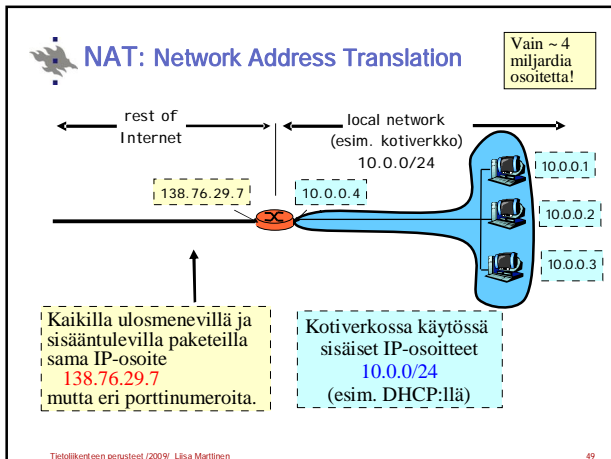 NAT: Network Address Translation
Vain ~ 4
miljardia
osoitetta!
rest of
Internet
local network
(esim. kotiverkko)
10.0.0/24
138.76.29.7
10.0.0.4
10.0.0.1
10.0.0.2
10.0.0.3
Kaikilla ulosmenevillä ja
sisääntulevilla paketeilla
sama IP-osoite
138.76.29.7
mutta eri porttinumeroita.
Kotiverkossa käytössä
sisäiset IP-osoitteet
10.0.0/24
(esim. DHCP:llä)
Tietoliikenteen perusteet /2009/ Liisa Marttinen
49